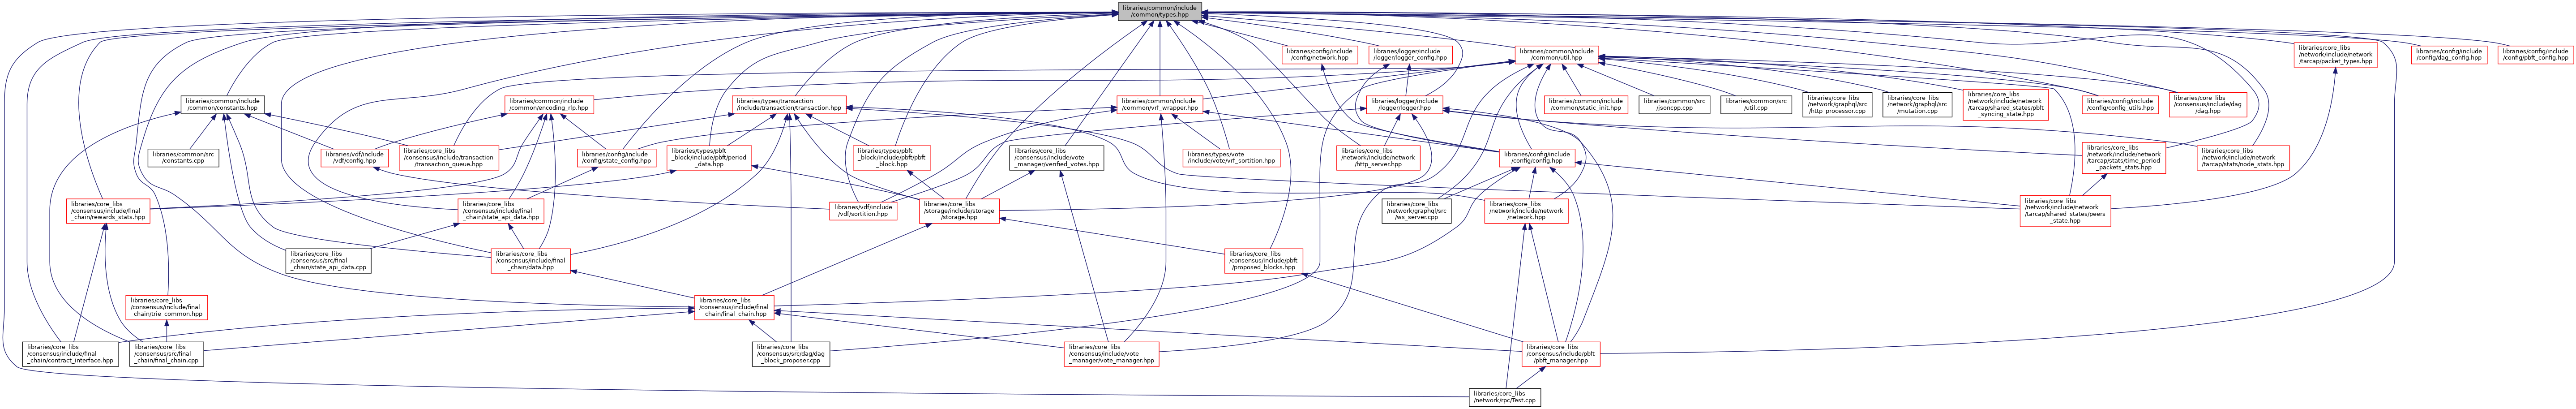 libraries/common/include
/common/types.hpp
libraries/config/include
/config/network.hpp
libraries/logger/include
/logger/logger_config.hpp
libraries/common/include
/common/util.hpp
libraries/core_libs
/network/include/network
/tarcap/packet_types.hpp
libraries/config/include
/config/dag_config.hpp
libraries/config/include
/config/pbft_config.hpp
libraries/common/include
/common/constants.hpp
libraries/common/include
/common/encoding_rlp.hpp
libraries/types/transaction
/include/transaction/transaction.hpp
libraries/common/include
/common/vrf_wrapper.hpp
libraries/logger/include
/logger/logger.hpp
libraries/common/include
/common/static_init.hpp
libraries/common/src
/jsoncpp.cpp
libraries/common/src
/util.cpp
libraries/core_libs
/network/graphql/src
/http_processor.cpp
libraries/core_libs
/network/graphql/src
/mutation.cpp
libraries/core_libs
/network/include/network
/tarcap/shared_states/pbft
_syncing_state.hpp
libraries/config/include
/config/config_utils.hpp
libraries/core_libs
/consensus/include/dag
/dag.hpp
libraries/common/src
/constants.cpp
libraries/vdf/include
/vdf/config.hpp
libraries/core_libs
/consensus/include/transaction
/transaction_queue.hpp
libraries/config/include
/config/state_config.hpp
libraries/types/pbft
_block/include/pbft/period
_data.hpp
libraries/types/pbft
_block/include/pbft/pbft
_block.hpp
libraries/core_libs
/consensus/include/vote
_manager/verified_votes.hpp
libraries/types/vote
/include/vote/vrf_sortition.hpp
libraries/core_libs
/network/include/network
/http_server.hpp
libraries/config/include
/config/config.hpp
libraries/core_libs
/network/include/network
/tarcap/stats/time_period
_packets_stats.hpp
libraries/core_libs
/network/include/network
/tarcap/stats/node_stats.hpp
libraries/core_libs
/consensus/include/final
_chain/rewards_stats.hpp
libraries/core_libs
/consensus/include/final
_chain/state_api_data.hpp
libraries/vdf/include
/vdf/sortition.hpp
libraries/core_libs
/storage/include/storage
/storage.hpp
libraries/core_libs
/network/graphql/src
/ws_server.cpp
libraries/core_libs
/network/include/network
/network.hpp
libraries/core_libs
/network/include/network
/tarcap/shared_states/peers
_state.hpp
libraries/core_libs
/consensus/src/final
_chain/state_api_data.cpp
libraries/core_libs
/consensus/include/final
_chain/data.hpp
libraries/core_libs
/consensus/include/pbft
/proposed_blocks.hpp
libraries/core_libs
/consensus/include/final
_chain/trie_common.hpp
libraries/core_libs
/consensus/include/final
_chain/final_chain.hpp
libraries/core_libs
/consensus/include/final
_chain/contract_interface.hpp
libraries/core_libs
/consensus/src/final
_chain/final_chain.cpp
libraries/core_libs
/consensus/src/dag/dag
_block_proposer.cpp
libraries/core_libs
/consensus/include/vote
_manager/vote_manager.hpp
libraries/core_libs
/consensus/include/pbft
/pbft_manager.hpp
libraries/core_libs
/network/rpc/Test.cpp